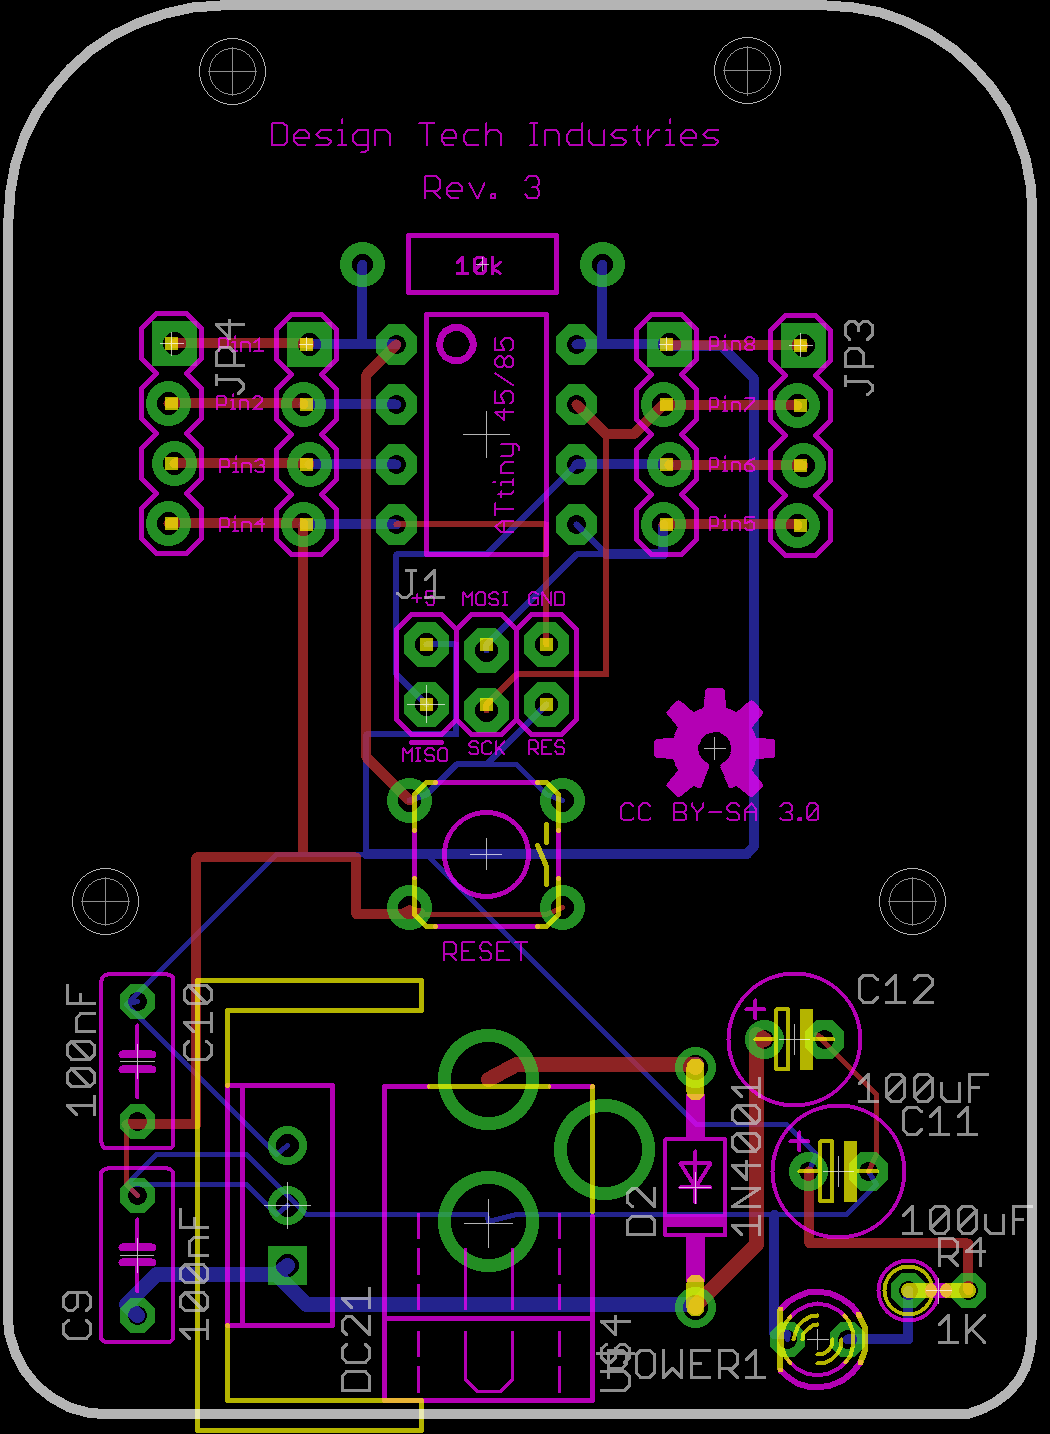 Design Tech Industries
Rev. 3
10k
JP4
JP3
Pin1
Pin8
Pin2
Pin7
Pin3
Pin6
Pin4
Pin5
ATtiny 45/85
J1
+5
MOSI
GND
MISO
SCK
RES
CC BY-SA 3.0
RESET
100nF
C10
C12
100uF
C11
100uF
1N4001
D2
R4
1K
C9
100nF
DC21
POWER1